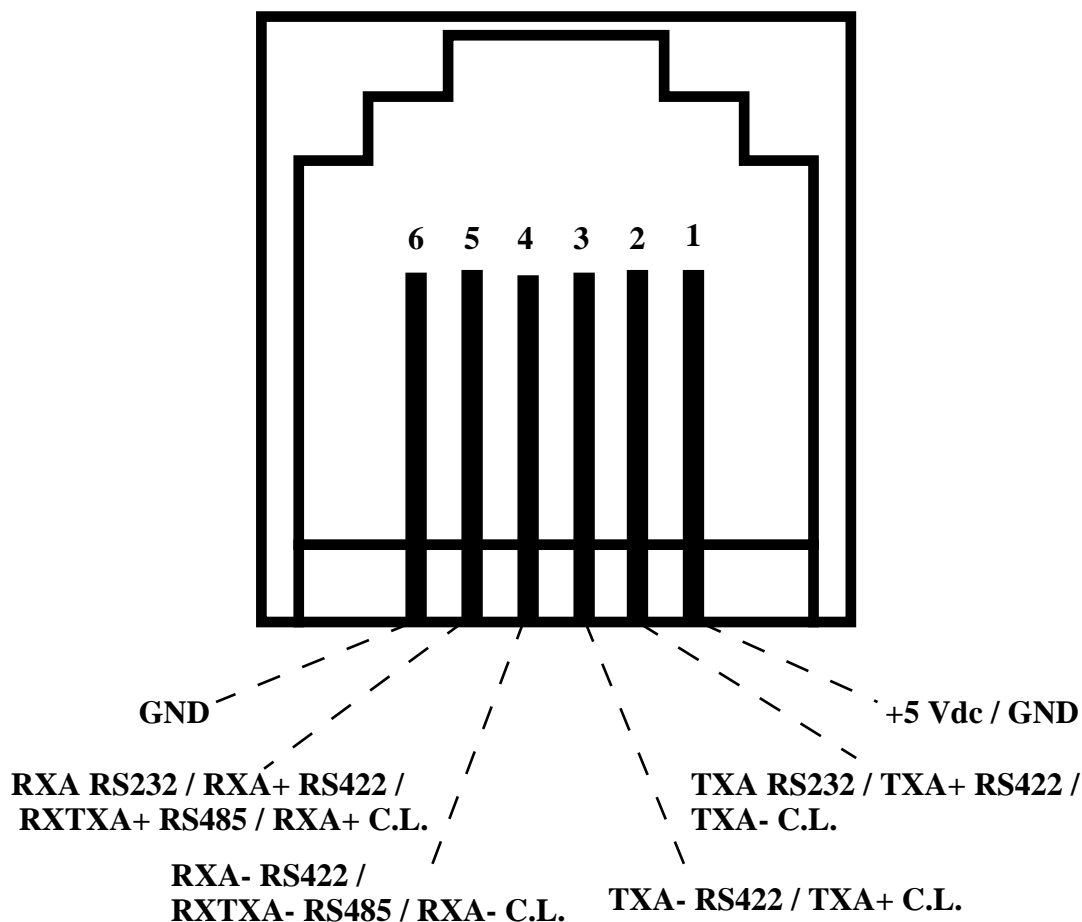 6 5 4 3 2 1
GND
+5 Vdc / GND
RXA RS232 / RXA+ RS422 /
RXTXA+ RS485 / RXA+ C.L.
TXA RS232 / TXA+ RS422 /
TXA- C.L.
RXA- RS422 /
RXTXA- RS485 / RXA- C.L.
TXA- RS422 / TXA+ C.L.